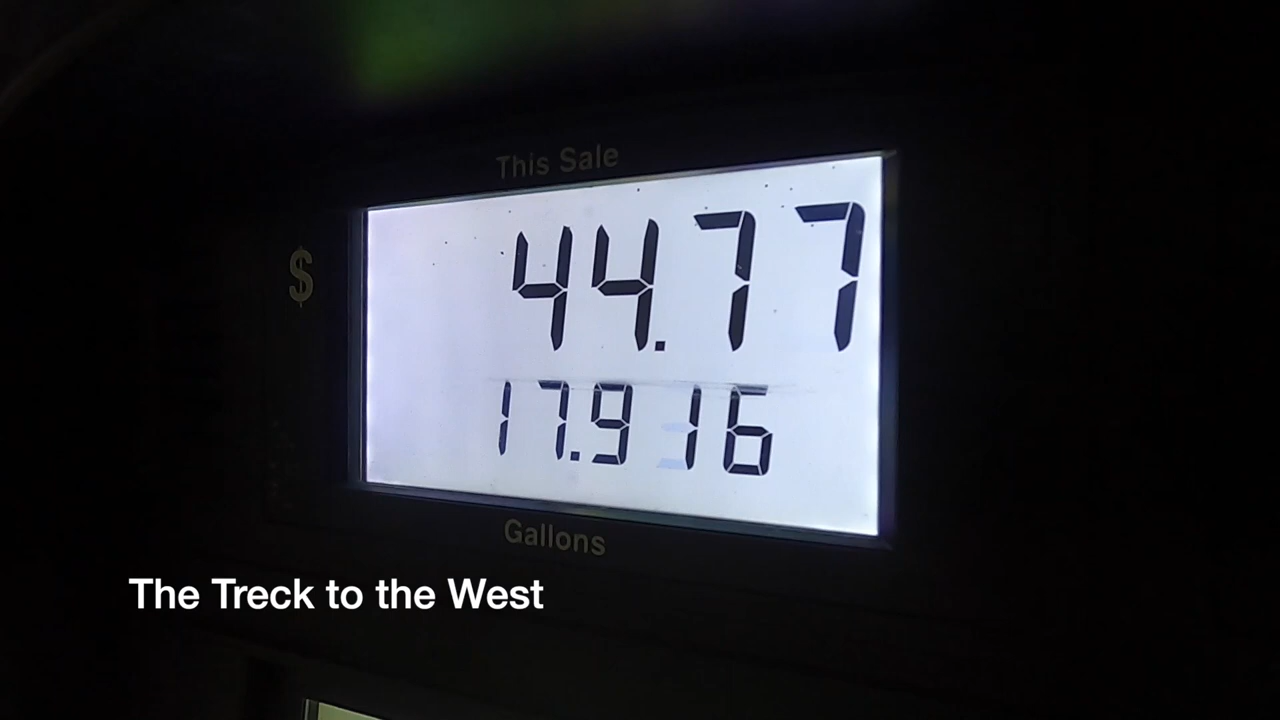 This Sale
$
44.77
17.916
Gallons
The Treck to the West